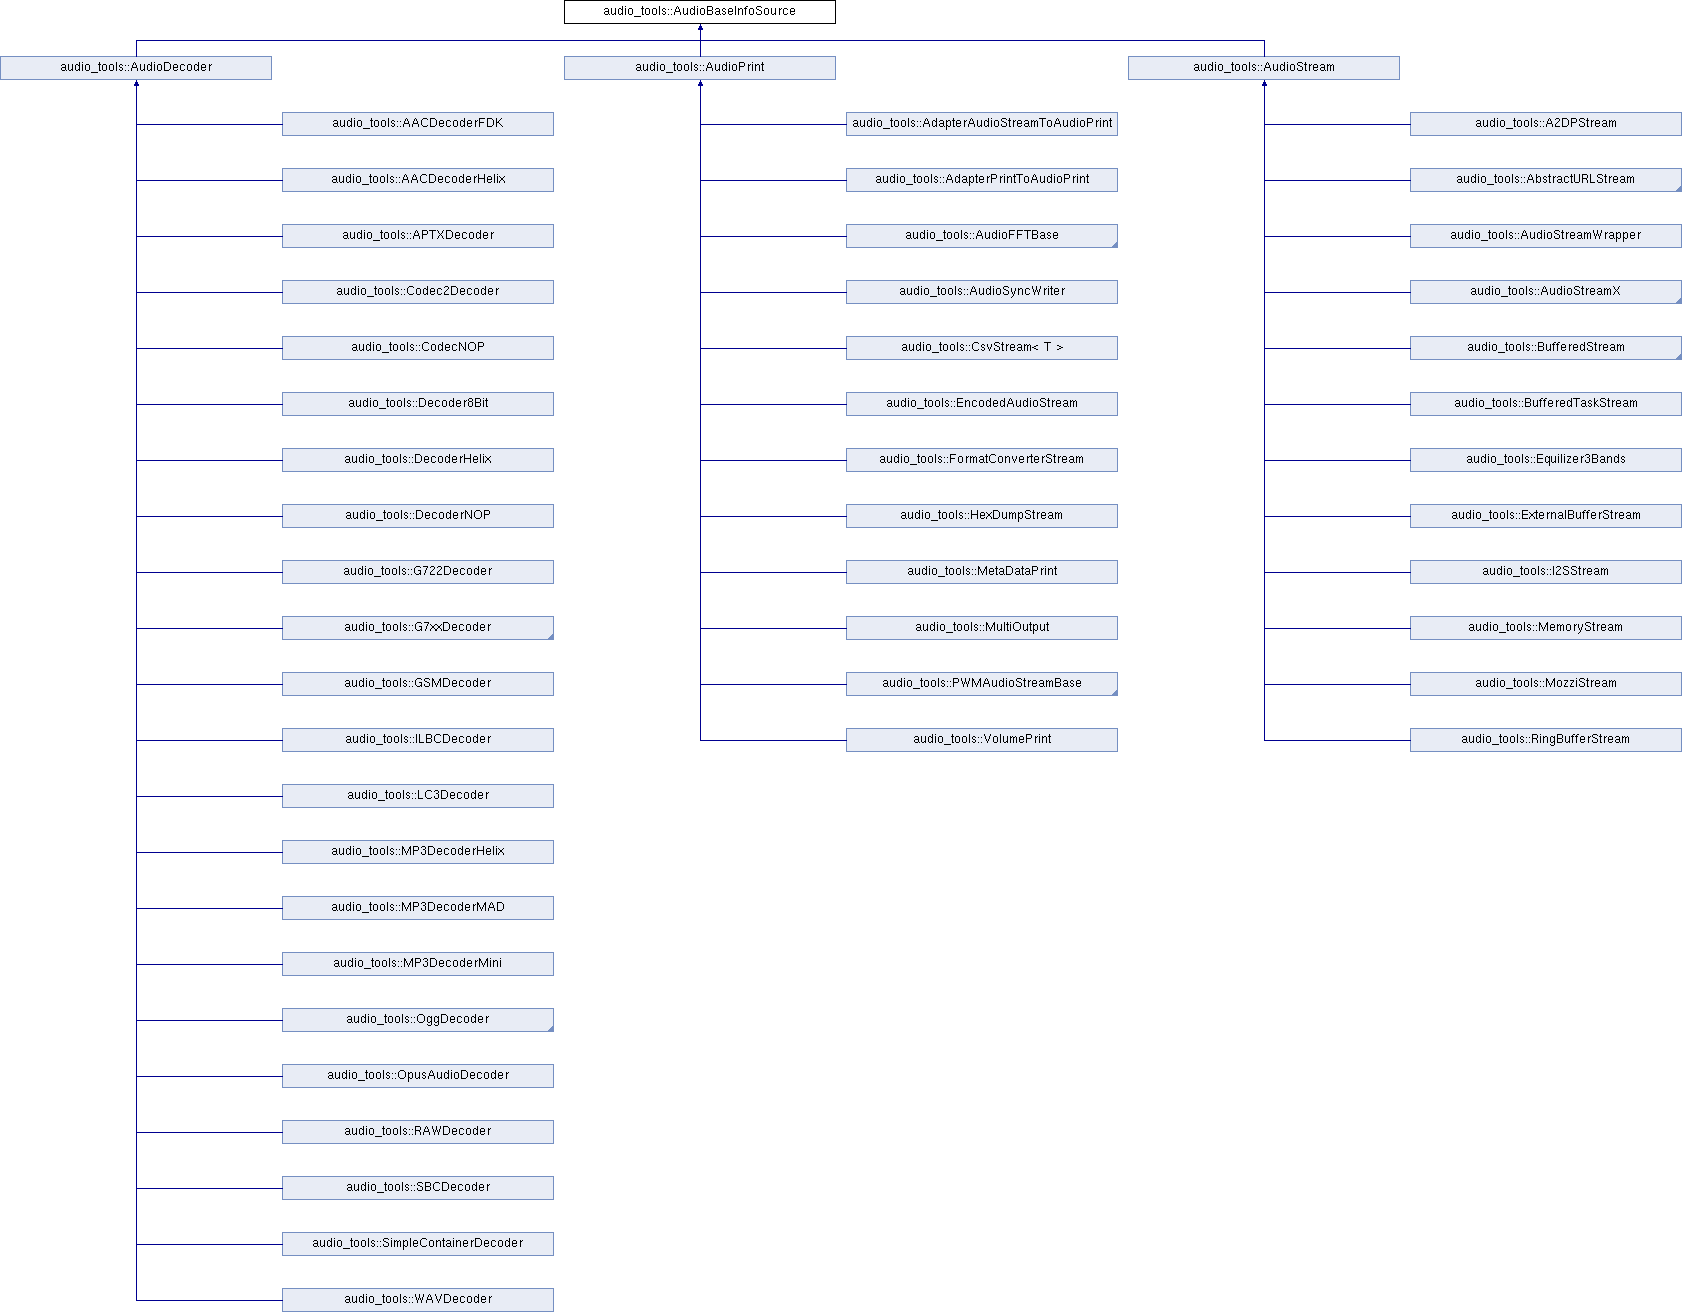 audio_tools::AudioBaseInfoSource
audio_tools::AudioDecoder
audio_tools::AudioPrint
audio_tools::AudioStream
audio_tools::AACDecoderFDK
audio_tools::AdapterAudioStreamToAudioPrint
audio_tools::A2DPStream
audio_tools::AACDecoderHelix
audio_tools::AdapterPrintToAudioPrint
audio_tools::AbstractURLStream
audio_tools::APTXDecoder
audio_tools::AudioFFTBase
audio_tools::AudioStreamWrapper
audio_tools::Codec2Decoder
audio_tools::AudioSyncWriter
audio_tools::AudioStreamX
audio_tools::CodecNOP
audio_tools::CsvStream< T >
audio_tools::BufferedStream
audio_tools::Decoder8Bit
audio_tools::EncodedAudioStream
audio_tools::BufferedTaskStream
audio_tools::DecoderHelix
audio_tools::FormatConverterStream
audio_tools::Equilizer3Bands
audio_tools::DecoderNOP
audio_tools::HexDumpStream
audio_tools::ExternalBufferStream
audio_tools::G722Decoder
audio_tools::MetaDataPrint
audio_tools::I2SStream
audio_tools::G7xxDecoder
audio_tools::MultiOutput
audio_tools::MemoryStream
audio_tools::GSMDecoder
audio_tools::PWMAudioStreamBase
audio_tools::MozziStream
audio_tools::ILBCDecoder
audio_tools::VolumePrint
audio_tools::RingBufferStream
audio_tools::LC3Decoder
audio_tools::MP3DecoderHelix
audio_tools::MP3DecoderMAD
audio_tools::MP3DecoderMini
audio_tools::OggDecoder
audio_tools::OpusAudioDecoder
audio_tools::RAWDecoder
audio_tools::SBCDecoder
audio_tools::SimpleContainerDecoder
audio_tools::WAVDecoder